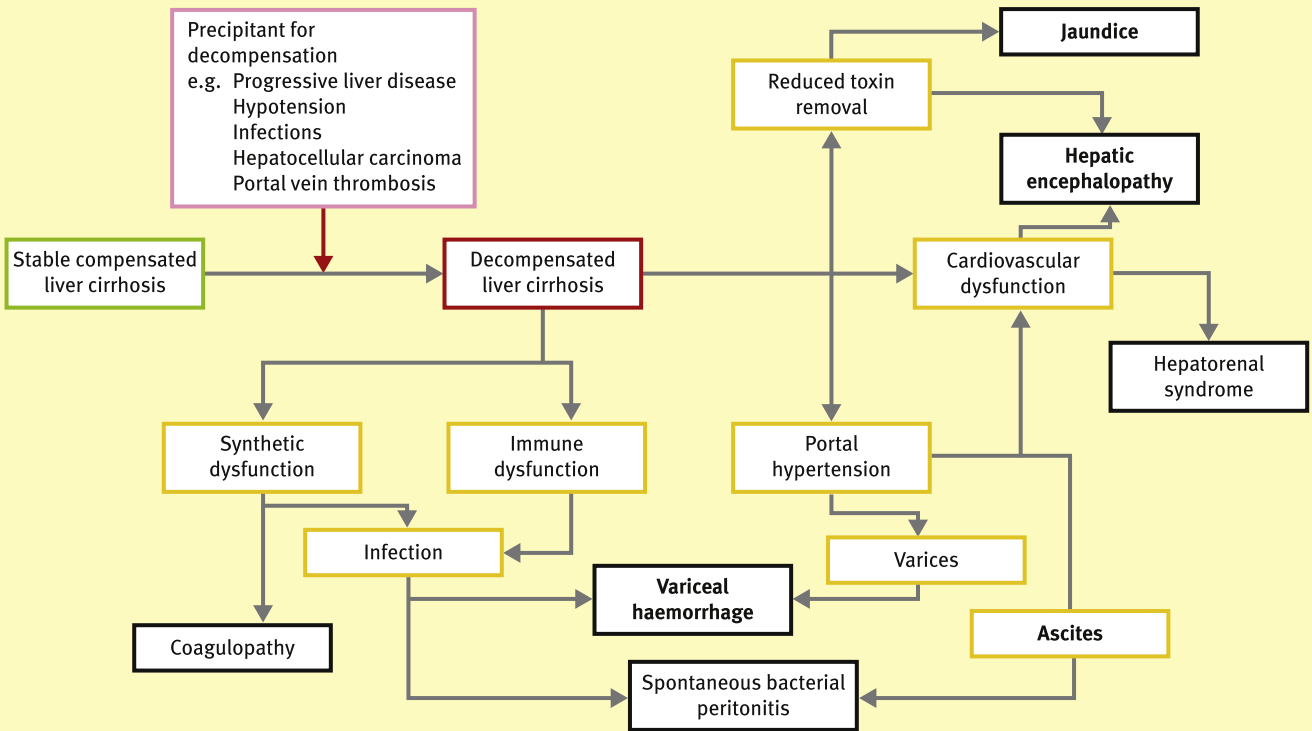 Precipitant for
decompensation
e.g. Progressive liver disease
Hypotension
Infections
Hepatocellular carcinoma
Portal vein thrombosis
Jaundice
Reduced toxin
removal
Hepatic
encephalopathy
Stable compensated
liver cirrhosis
Decompensated
liver cirrhosis
Cardiovascular
dysfunction
Hepatorenal
syndrome
Synthetic
dysfunction
Immune
dysfunction
Portal
hypertension
Infection
Varices
Variceal
haemorrhage
Ascites
Coagulopathy
Spontaneous bacterial
peritonitis